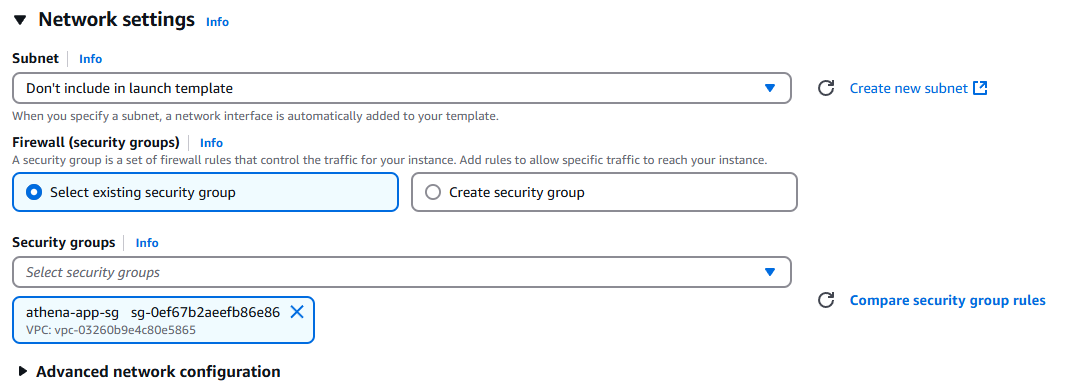 Network settings Info
Subnet Info
Don't include in launch template
Create new subnet
When you specify a subnet, a network interface is automatically added to your template.
Firewall (security groups) Info
A security group is a set of firewall rules that control the traffic for your instance. Add rules to allow specific traffic to reach your instance.
Select existing security group
Create security group
Security groups Info
Select security groups
athena-app-sg sg-0ef67b2aeefb86e86
VPC: vpc-03260b9e4c80e5865
Compare security group rules
Advanced network configuration